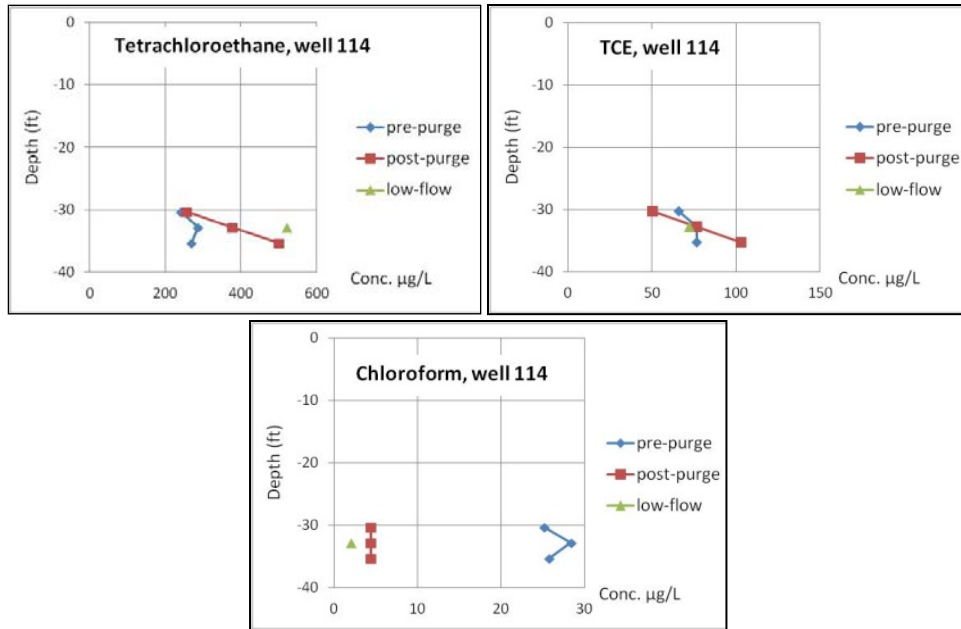 Tetrachloroethane, well 114
0
-10
-20
-30
-40
Depth (ft)
0 200 400 600
Conc. µg/L
pre-purge
post-purge
low-flow
TCE, well 114
0
-10
-20
-30
-40
Depth (ft)
0 50 100 150
Conc. µg/L
pre-purge
post-purge
low-flow
Chloroform, well 114
0
-10
-20
-30
-40
Depth (ft)
0 10 20 30
Conc. µg/L
pre-purge
post-purge
low-flow